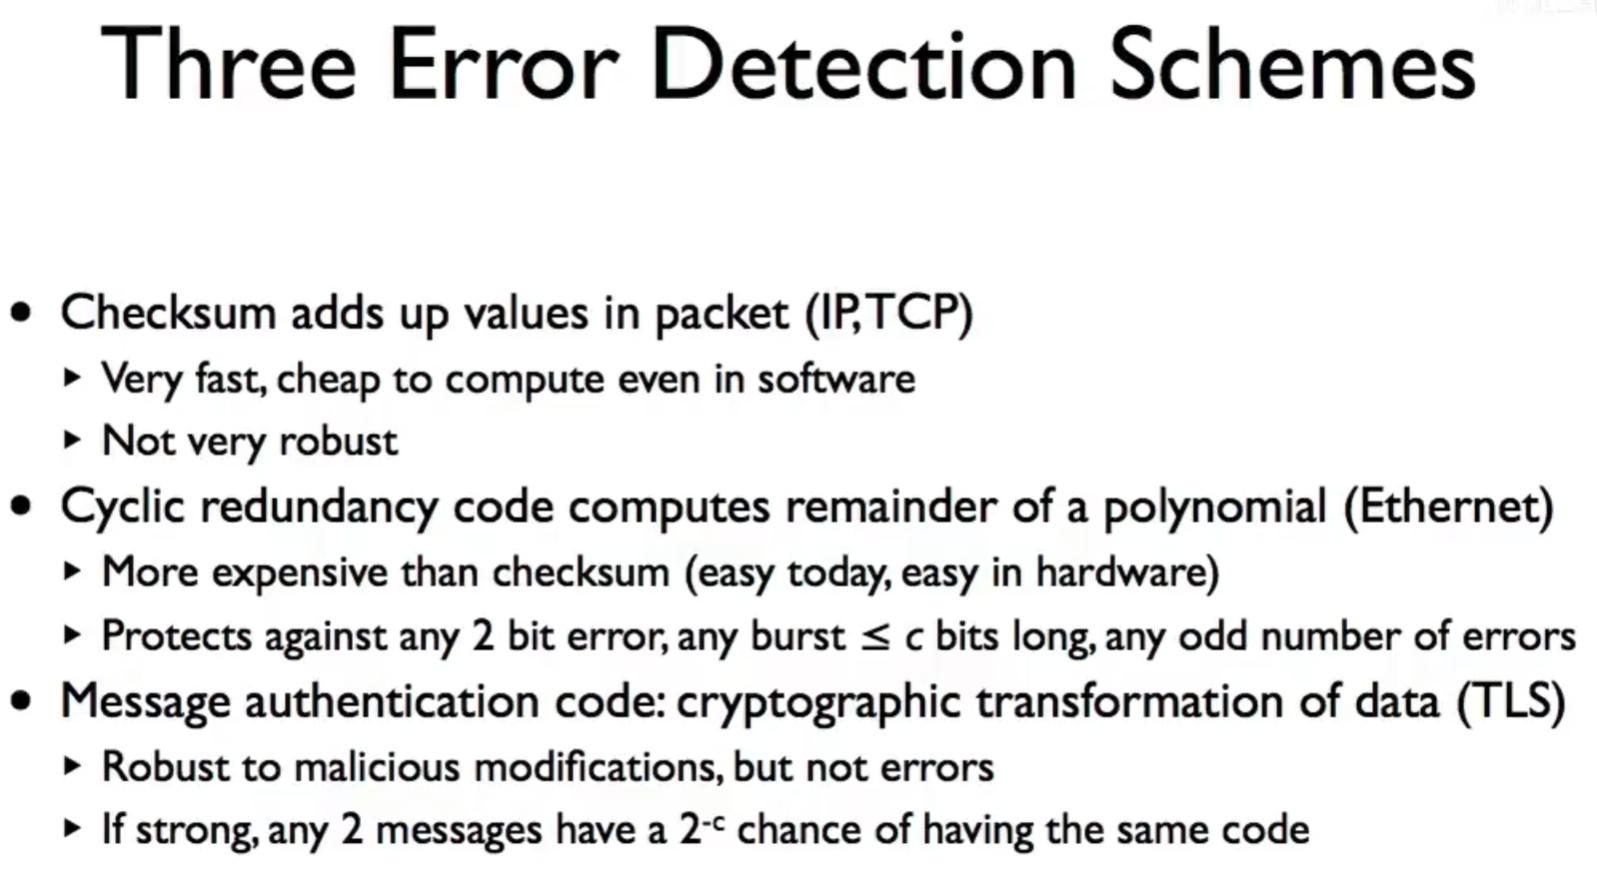 Three Error Detection Schemes
• Checksum adds up values in packet (IP, TCP)
▸ Very fast, cheap to compute even in software
▸ Not very robust
• Cyclic redundancy code computes remainder of a polynomial (Ethernet)
▸ More expensive than checksum (easy today, easy in hardware)
▸ Protects against any 2 bit error, any burst ≤ c bits long, any odd number of errors
• Message authentication code: cryptographic transformation of data (TLS)
▸ Robust to malicious modifications, but not errors
▸ If strong, any 2 messages have a 2⁻ᶜ chance of having the same code